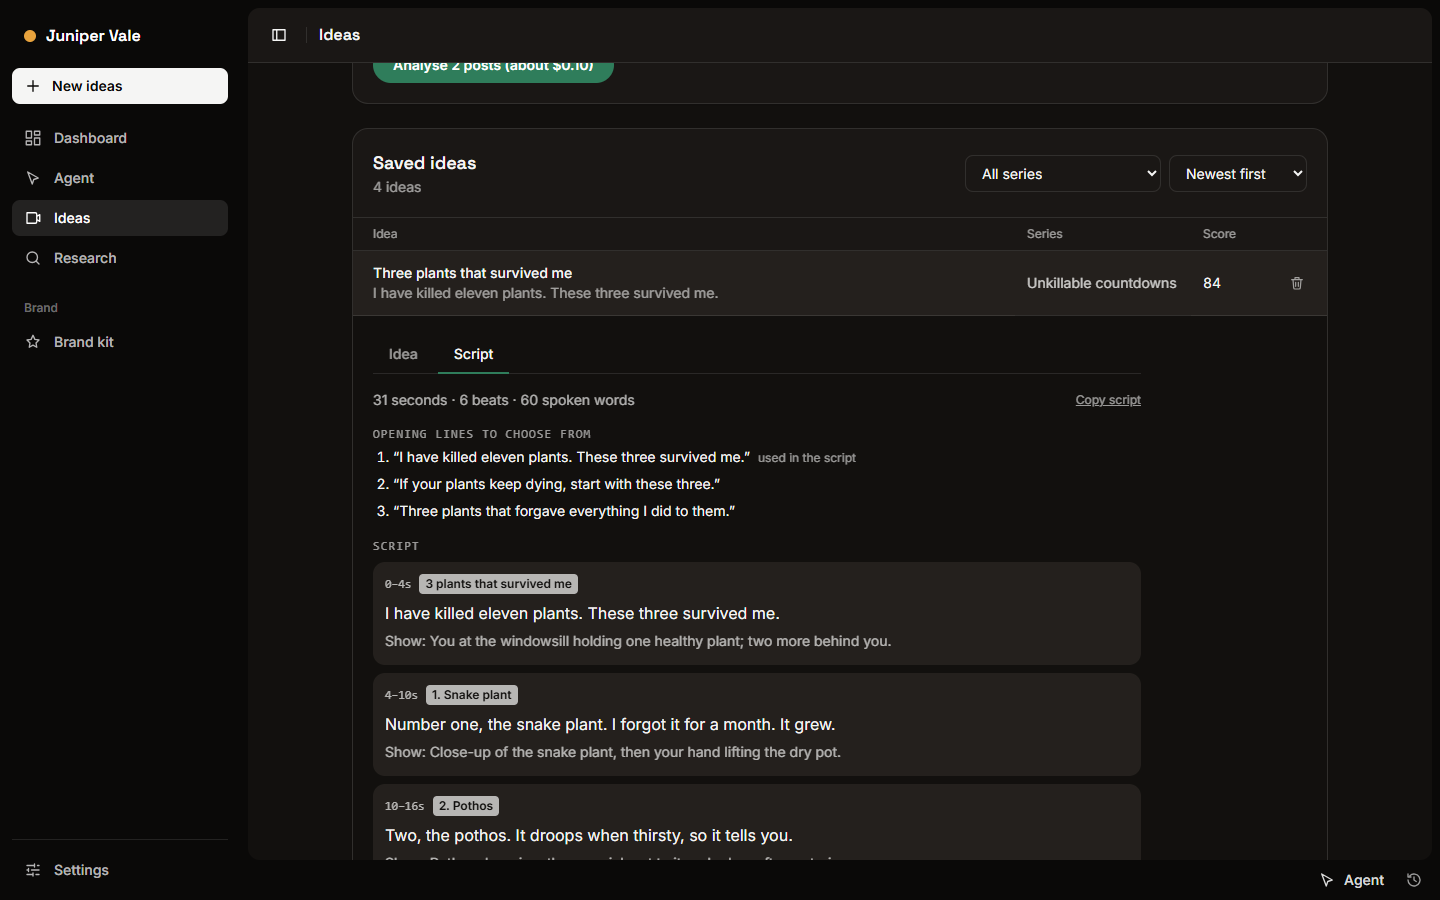 Juniper Vale
New ideas
Dashboard
Agent
Ideas
Research
Brand
Brand kit
Settings
Ideas
Analyse 2 posts (about $0.10)
Saved ideas
4 ideas
All series
Newest first
Idea Series Score
Three plants that survived me
I have killed eleven plants. These three survived me.
Unkillable countdowns 84
Idea Script
31 seconds · 6 beats · 60 spoken words
Copy script
OPENING LINES TO CHOOSE FROM
1. “I have killed eleven plants. These three survived me.” used in the script
2. “If your plants keep dying, start with these three.”
3. “Three plants that forgave everything I did to them.”
SCRIPT
0–4s 3 plants that survived me
I have killed eleven plants. These three survived me.
Show: You at the windowsill holding one healthy plant; two more behind you.
4–10s 1. Snake plant
Number one, the snake plant. I forgot it for a month. It grew.
Show: Close-up of the snake plant, then your hand lifting the dry pot.
10–16s 2. Pothos
Two, the pothos. It droops when thirsty, so it tells you.
Agent